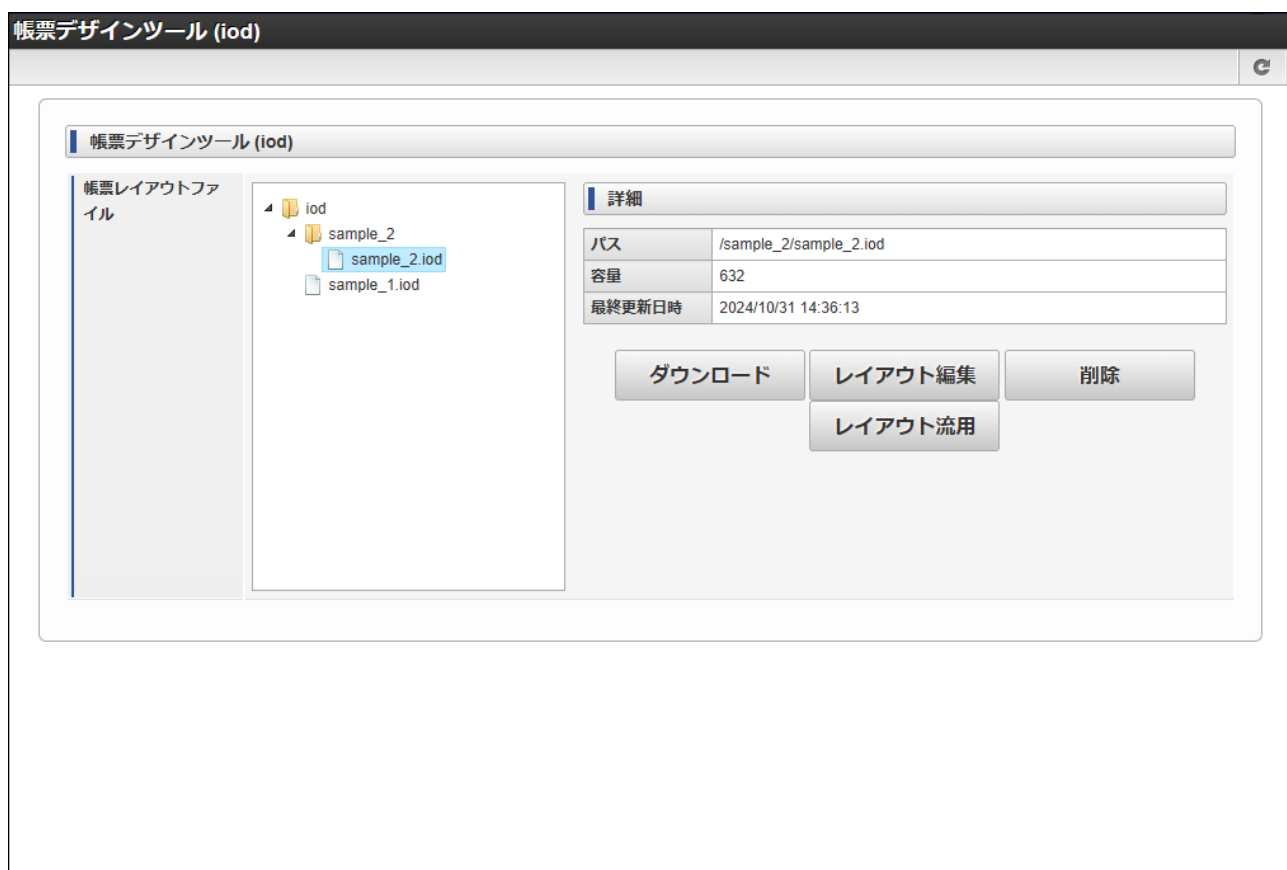 帳票デザインツール (iod)
帳票デザインツール (iod)
帳票レイアウトファ
イル
iod
sample_2
sample_2.iod
sample_1.iod
詳細
パス /sample_2/sample_2.iod
容量 632
最終更新日時 2024/10/31 14:36:13
ダウンロード レイアウト編集 削除
レイアウト流用